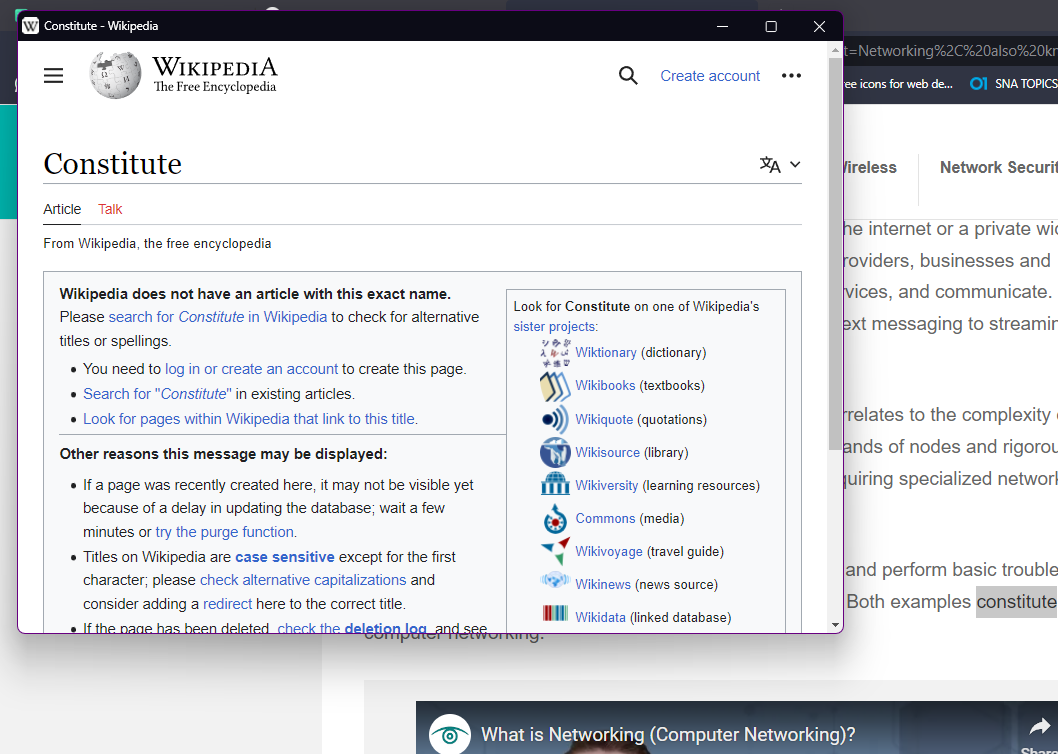 Constitute - Wikipedia
WIKIPEDIA
The Free Encyclopedia
Create account
Constitute
Article Talk
From Wikipedia, the free encyclopedia
Wikipedia does not have an article with this exact name.
Please search for Constitute in Wikipedia to check for alternative
titles or spellings.
• You need to log in or create an account to create this page.
• Search for "Constitute" in existing articles.
• Look for pages within Wikipedia that link to this title.
Other reasons this message may be displayed:
• If a page was recently created here, it may not be visible yet
because of a delay in updating the database; wait a few
minutes or try the purge function.
• Titles on Wikipedia are case sensitive except for the first
character; please check alternative capitalizations and
consider adding a redirect here to the correct title.
• If the page has been deleted, check the deletion log, and see
Look for Constitute on one of Wikipedia's
sister projects:
Wiktionary (dictionary)
Wikibooks (textbooks)
Wikiquote (quotations)
Wikisource (library)
Wikiversity (learning resources)
Commons (media)
Wikivoyage (travel guide)
Wikinews (news source)
Wikidata (linked database)
t=Networking%2C%20also%20kn
ree icons for web de... SNA TOPICS
Wireless Network Securit
he internet or a private wid
roviders, businesses and
rvices, and communicate.
ext messaging to streamin
rrelates to the complexity
ands of nodes and rigorou
quiring specialized network
and perform basic trouble
Both examples constitute
computer networking.
What is Networking (Computer Networking)?
Share